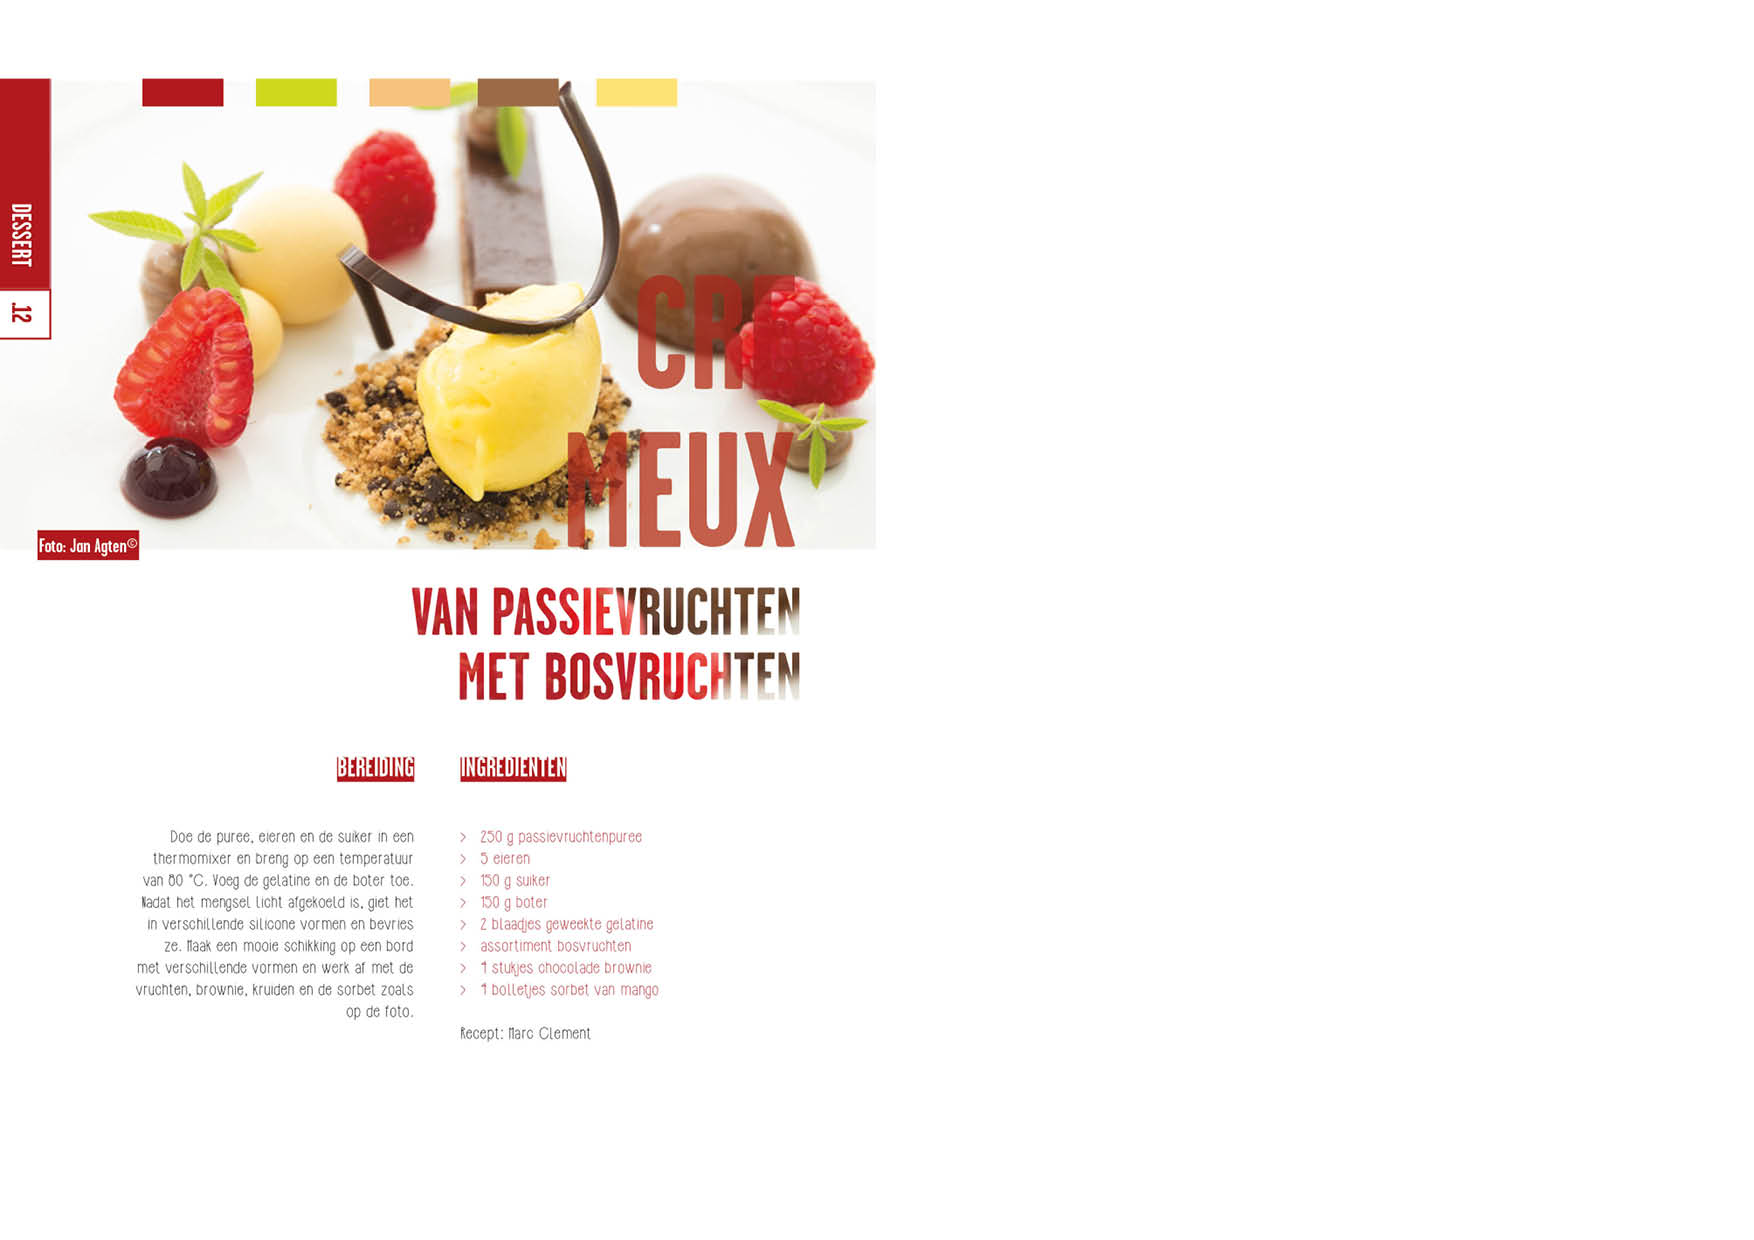 DESSERT
.12
CRE
MEUX
Foto: Jan Agten©
VAN PASSIEVRUCHTEN
MET BOSVRUCHTEN
BEREIDING
Doe de puree, eieren en de suiker in een
thermomixer en breng op een temperatuur
van 80 °C. Voeg de gelatine en de boter toe.
Nadat het mengsel licht afgekoeld is, giet het
in verschillende silicone vormen en bevries
ze. Maak een mooie schikking op een bord
met verschillende vormen en werk af met de
vruchten, brownie, kruiden en de sorbet zoals
op de foto.
INGREDIENTEN
> 250 g passievruchtenpuree
> 5 eieren
> 150 g suiker
> 150 g boter
> 2 blaadjes geweekte gelatine
> assortiment bosvruchten
> 4 stukjes chocolade brownie
> 4 bolletjes sorbet van mango
Recept: Marc Clement